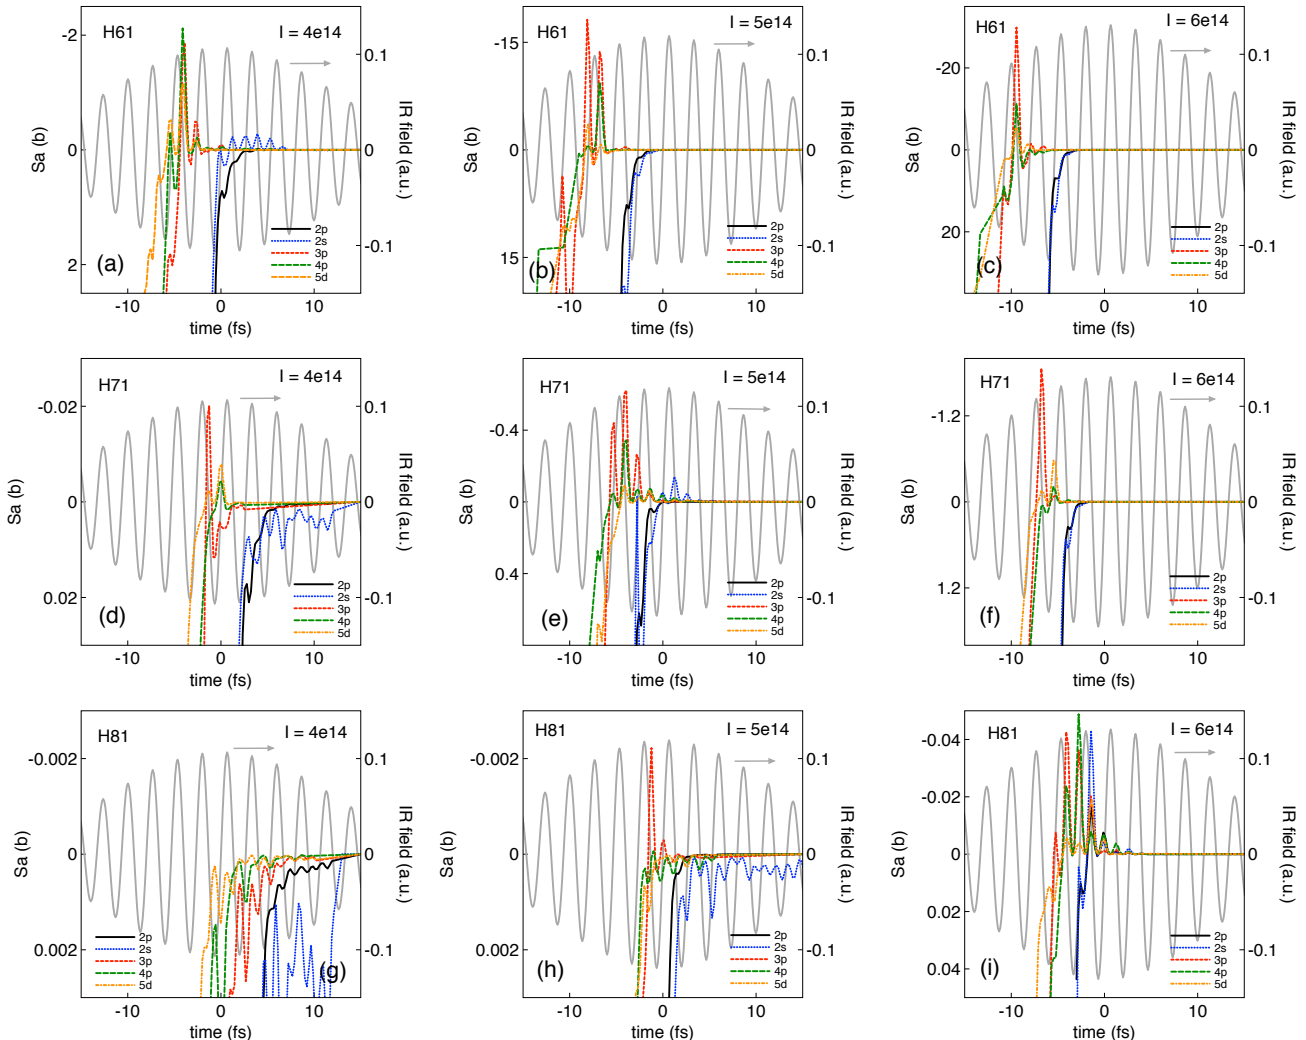 H61
I = 4e14
-2
0
2
Sa (b)
0.1
0
-0.1
IR field (a.u.)
2p
2s
3p
4p
5d
(a)
-10
0
10
time (fs)
H61
I = 5e14
-15
0
15
Sa (b)
0.1
0
-0.1
IR field (a.u.)
2p
2s
3p
4p
5d
(b)
-10
0
10
time (fs)
H61
I = 6e14
-20
0
20
Sa (b)
0.1
0
-0.1
IR field (a.u.)
2p
2s
3p
4p
5d
(c)
-10
0
10
time (fs)
H71
I = 4e14
-0.02
0
0.02
Sa (b)
0.1
0
-0.1
IR field (a.u.)
2p
2s
3p
4p
5d
(d)
-10
0
10
time (fs)
H71
I = 5e14
-0.4
0
0.4
Sa (b)
0.1
0
-0.1
IR field (a.u.)
2p
2s
3p
4p
5d
(e)
-10
0
10
time (fs)
H71
I = 6e14
-1.2
0
1.2
Sa (b)
0.1
0
-0.1
IR field (a.u.)
2p
2s
3p
4p
5d
(f)
-10
0
10
time (fs)
H81
I = 4e14
-0.002
0
0.002
Sa (b)
0.1
0
-0.1
IR field (a.u.)
2p
2s
3p
4p
5d
(g)
-10
0
10
time (fs)
H81
I = 5e14
-0.002
0
0.002
Sa (b)
0.1
0
-0.1
IR field (a.u.)
2p
2s
3p
4p
5d
(h)
-10
0
10
time (fs)
H81
I = 6e14
-0.04
-0.02
0
0.02
0.04
Sa (b)
0.1
0
-0.1
IR field (a.u.)
2p
2s
3p
4p
5d
(i)
-10
0
10
time (fs)